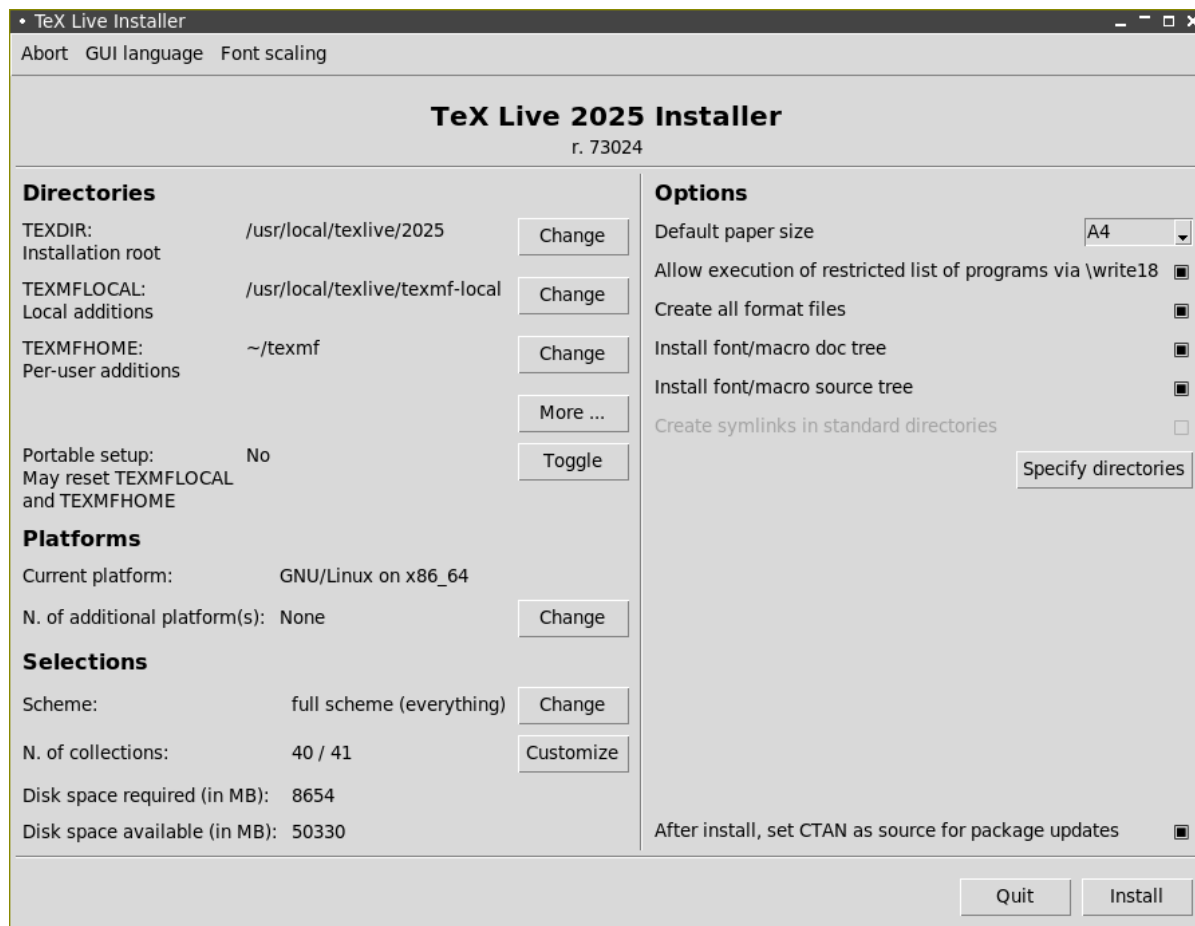 TeX Live Installer
Abort GUI language Font scaling
TeX Live 2025 Installer
r. 73024
Directories
TEXDIR: /usr/local/texlive/2025 Change
Installation root
TEXMFLOCAL: /usr/local/texlive/texmf-local Change
Local additions
TEXMFHOME: ~/texmf Change
Per-user additions
More ...
Portable setup: No Toggle
May reset TEXMFLOCAL
and TEXMFHOME
Platforms
Current platform: GNU/Linux on x86_64
N. of additional platform(s): None Change
Selections
Scheme: full scheme (everything) Change
N. of collections: 40 / 41 Customize
Disk space required (in MB): 8654
Disk space available (in MB): 50330
Options
Default paper size A4
Allow execution of restricted list of programs via \write18
Create all format files
Install font/macro doc tree
Install font/macro source tree
Create symlinks in standard directories
Specify directories
After install, set CTAN as source for package updates
Quit Install